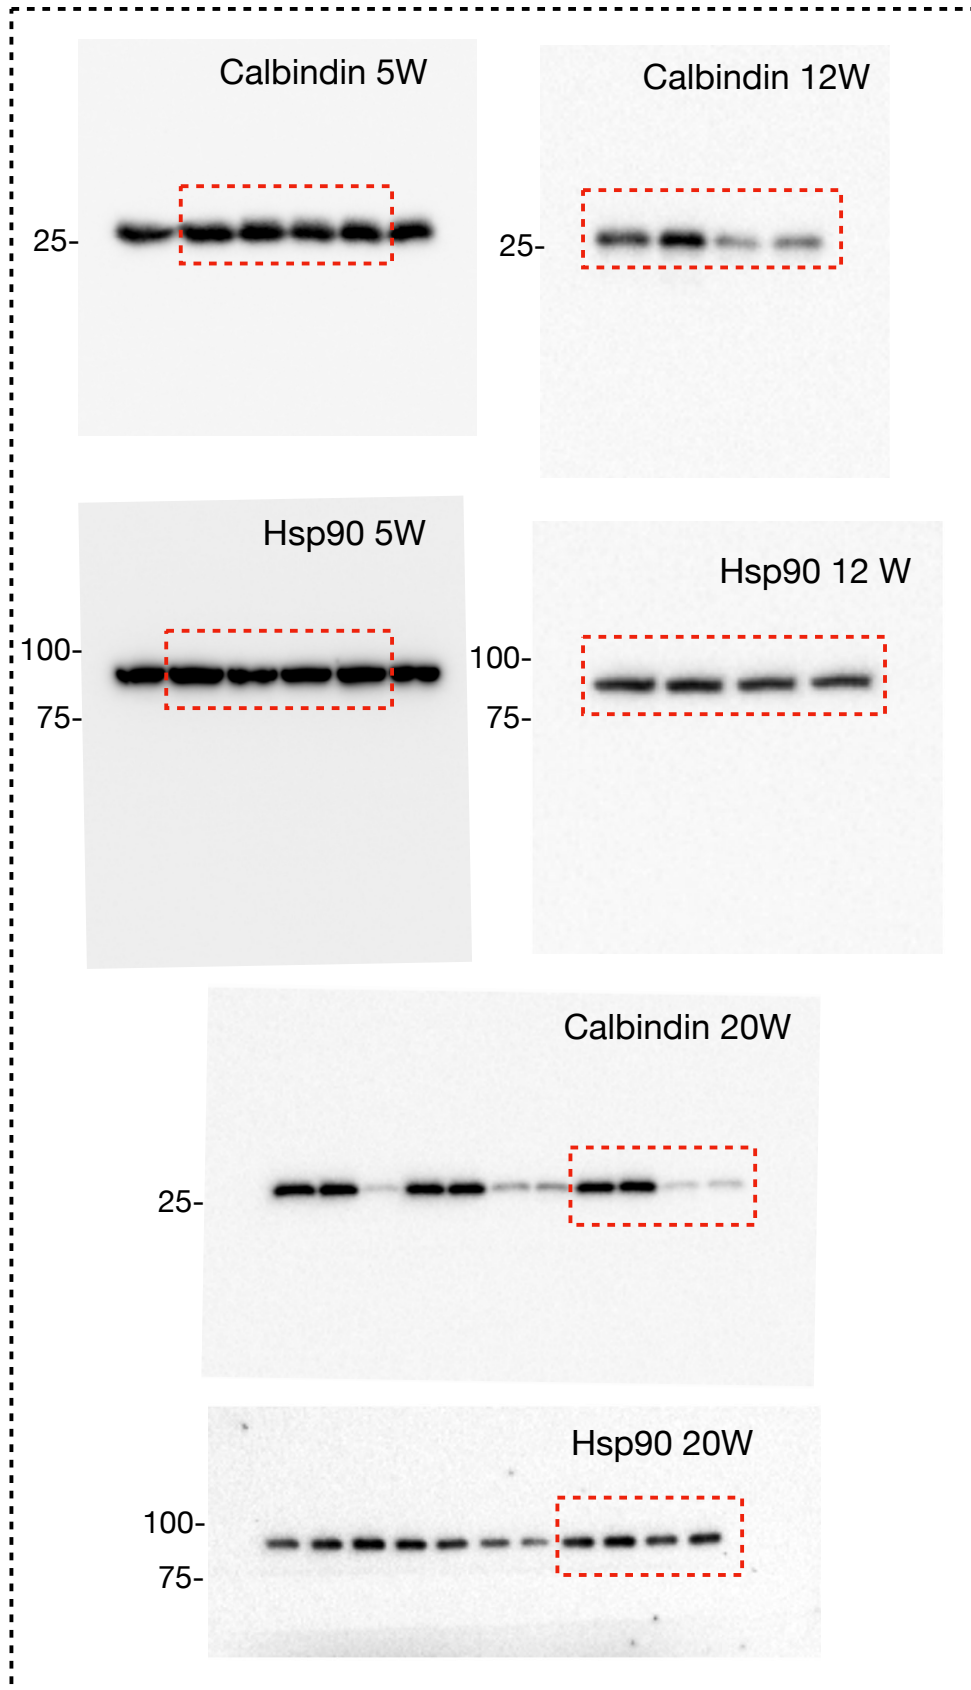 Calbindin 5W
25-
Calbindin 12W
25-
Hsp90 5W
100-
75-
Hsp90 12 W
100-
75-
Calbindin 20W
25-
Hsp90 20W
100-
75-